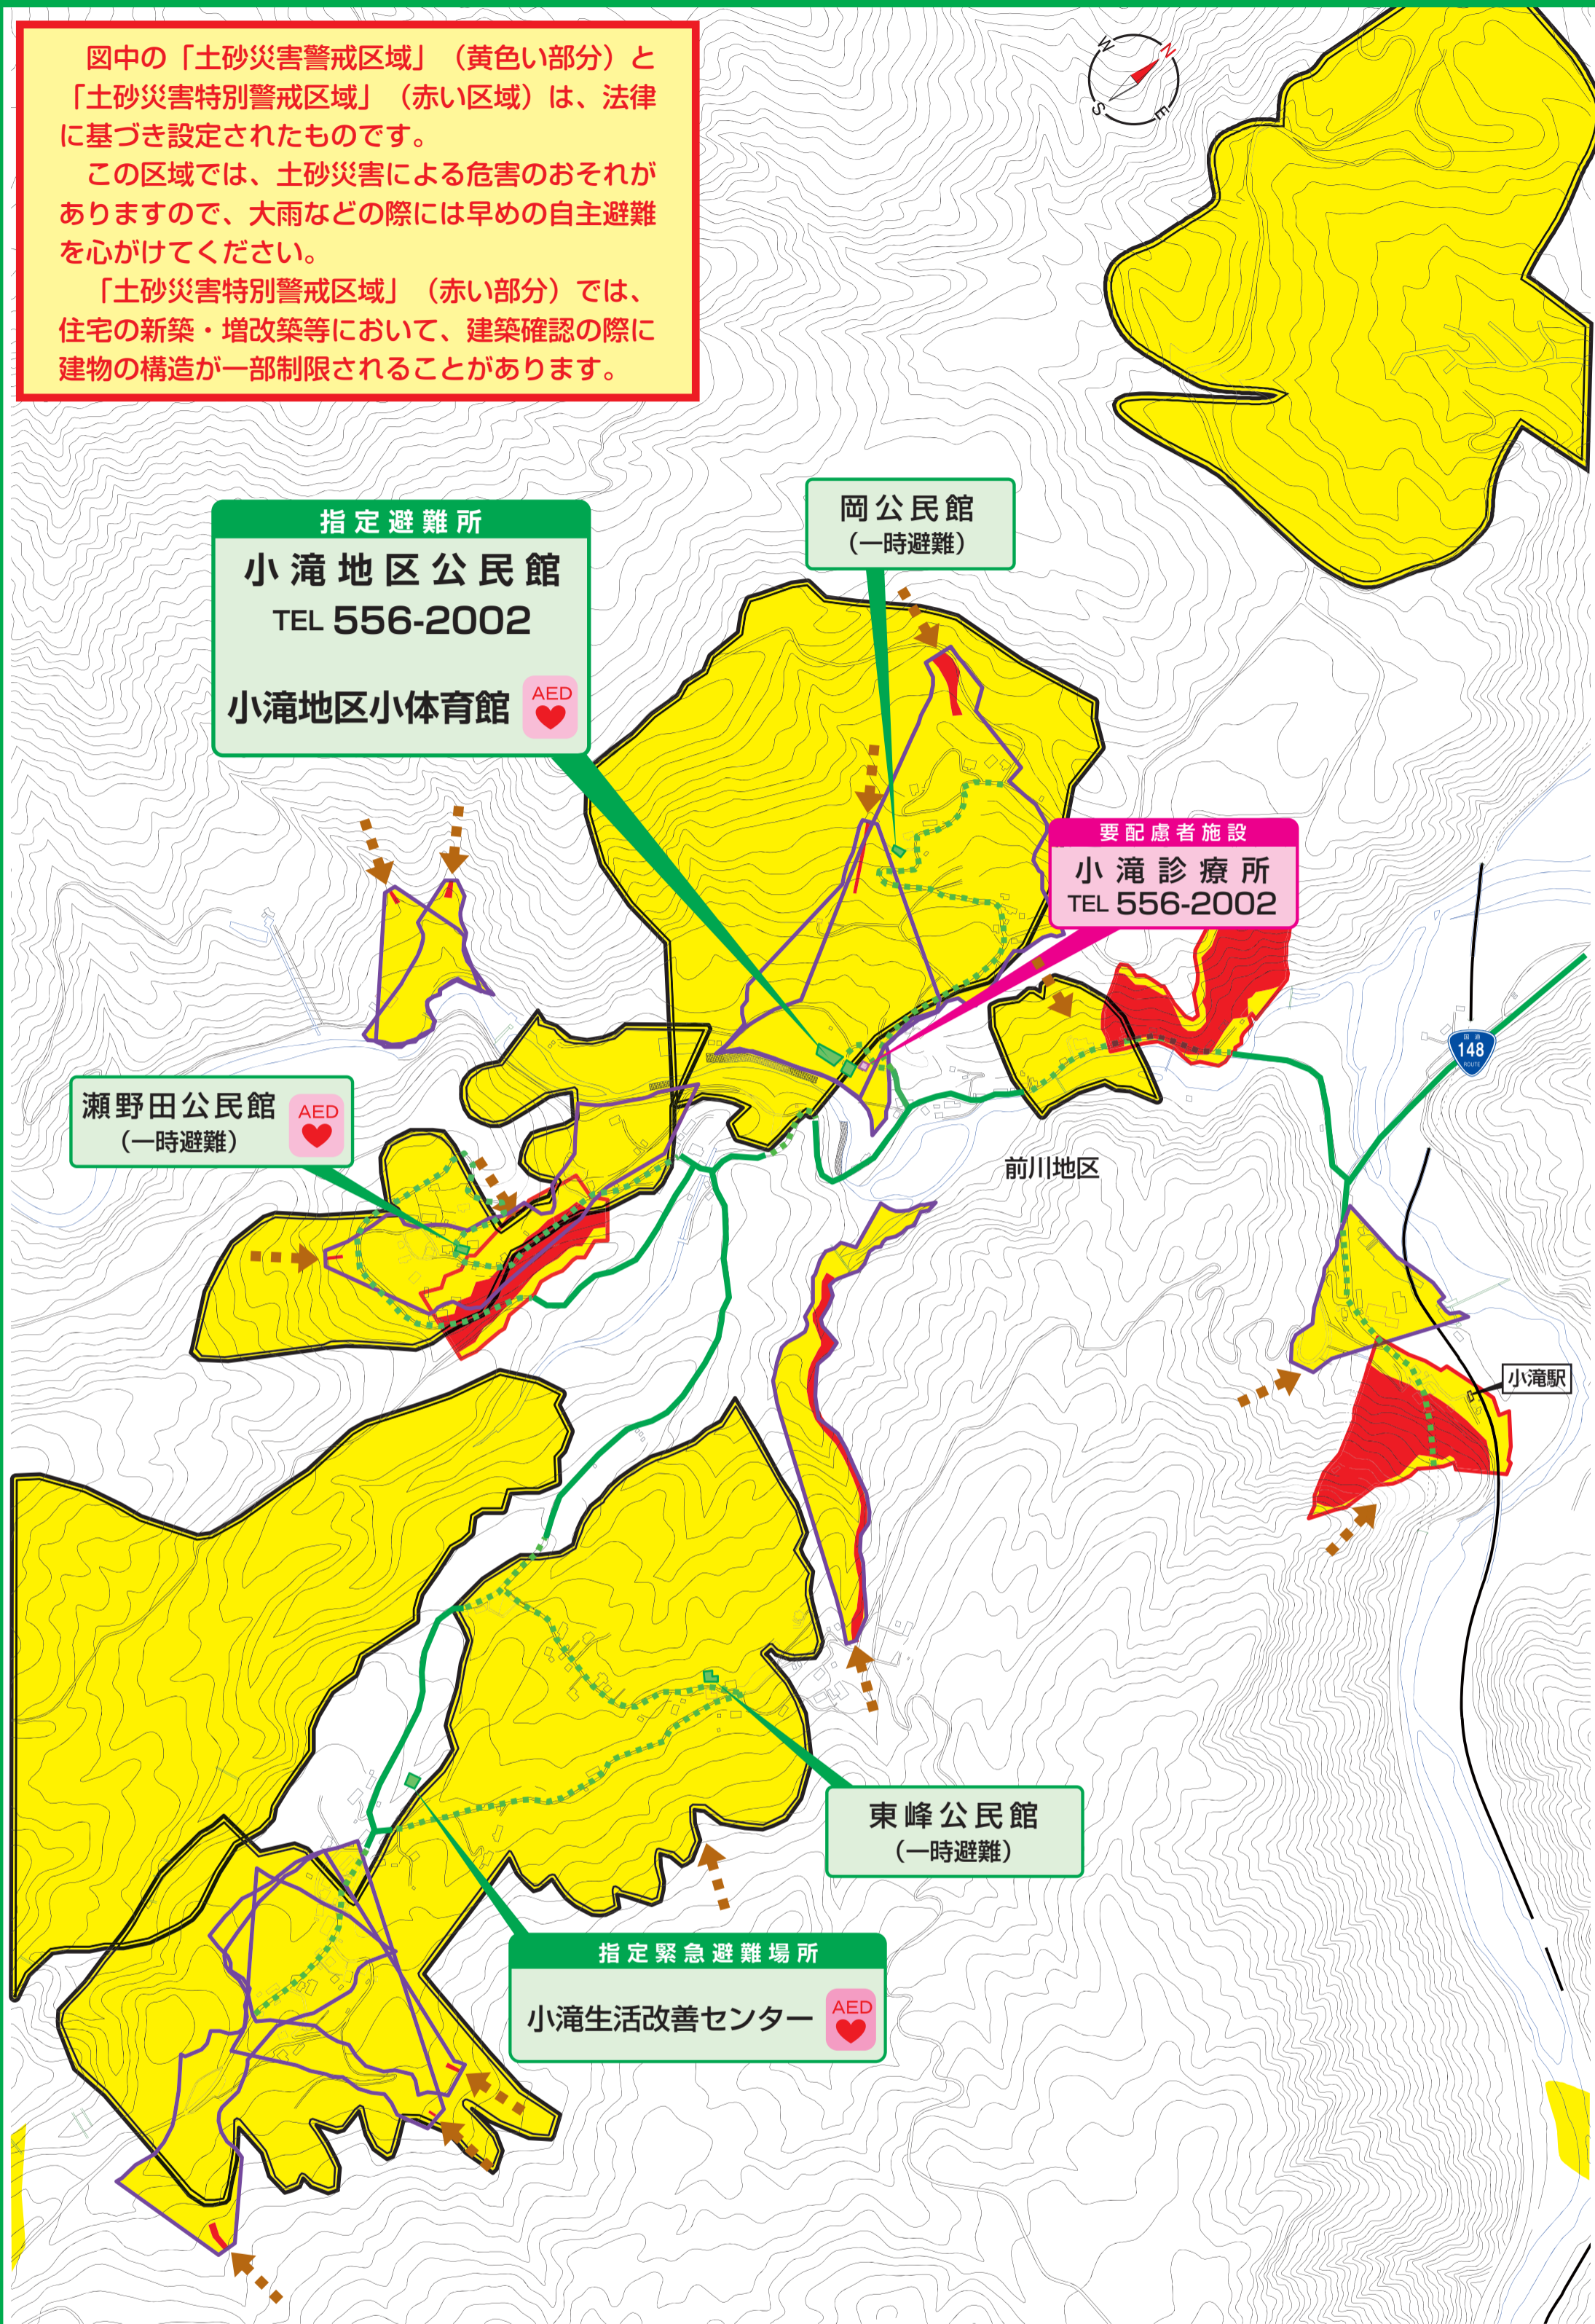 図中の「土砂災害警戒区域」（黄色い部分）と
「土砂災害特別警戒区域」（赤い区域）は、法律
に基づき設定されたものです。
この区域では、土砂災害による危害のおそれが
ありますので、大雨などの際には早めの自主避難
を心がけてください。
「土砂災害特別警戒区域」（赤い部分）では、
住宅の新築・増改築等において、建築確認の際に
建物の構造が一部制限されることがあります。
W
N
S
E
岡公民館
（一時避難）
指定避難所
小滝地区公民館
TEL 556-2002
小滝地区小体育館
AED
要配慮者施設
小滝診療所
TEL 556-2002
国道
148
ROUTE
瀬野田公民館
（一時避難）
AED
前川地区
小滝駅
東峰公民館
（一時避難）
指定緊急避難場所
小滝生活改善センター
AED